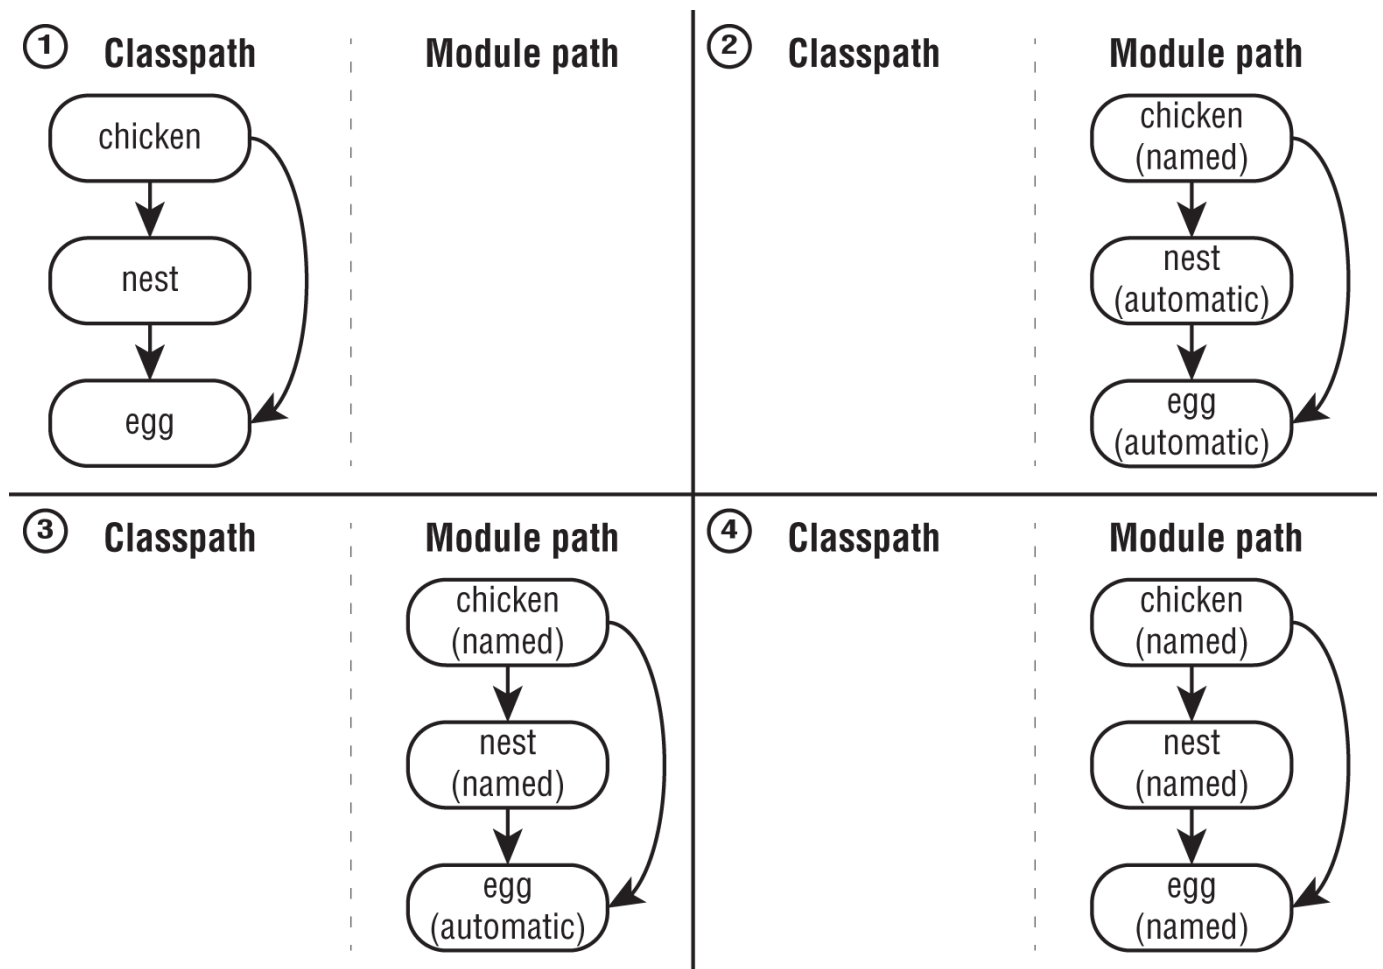 1 Classpath Module path
chicken
nest
egg
2 Classpath Module path
chicken
(named)
nest
(automatic)
egg
(automatic)
3 Classpath Module path
chicken
(named)
nest
(named)
egg
(automatic)
4 Classpath Module path
chicken
(named)
nest
(named)
egg
(named)